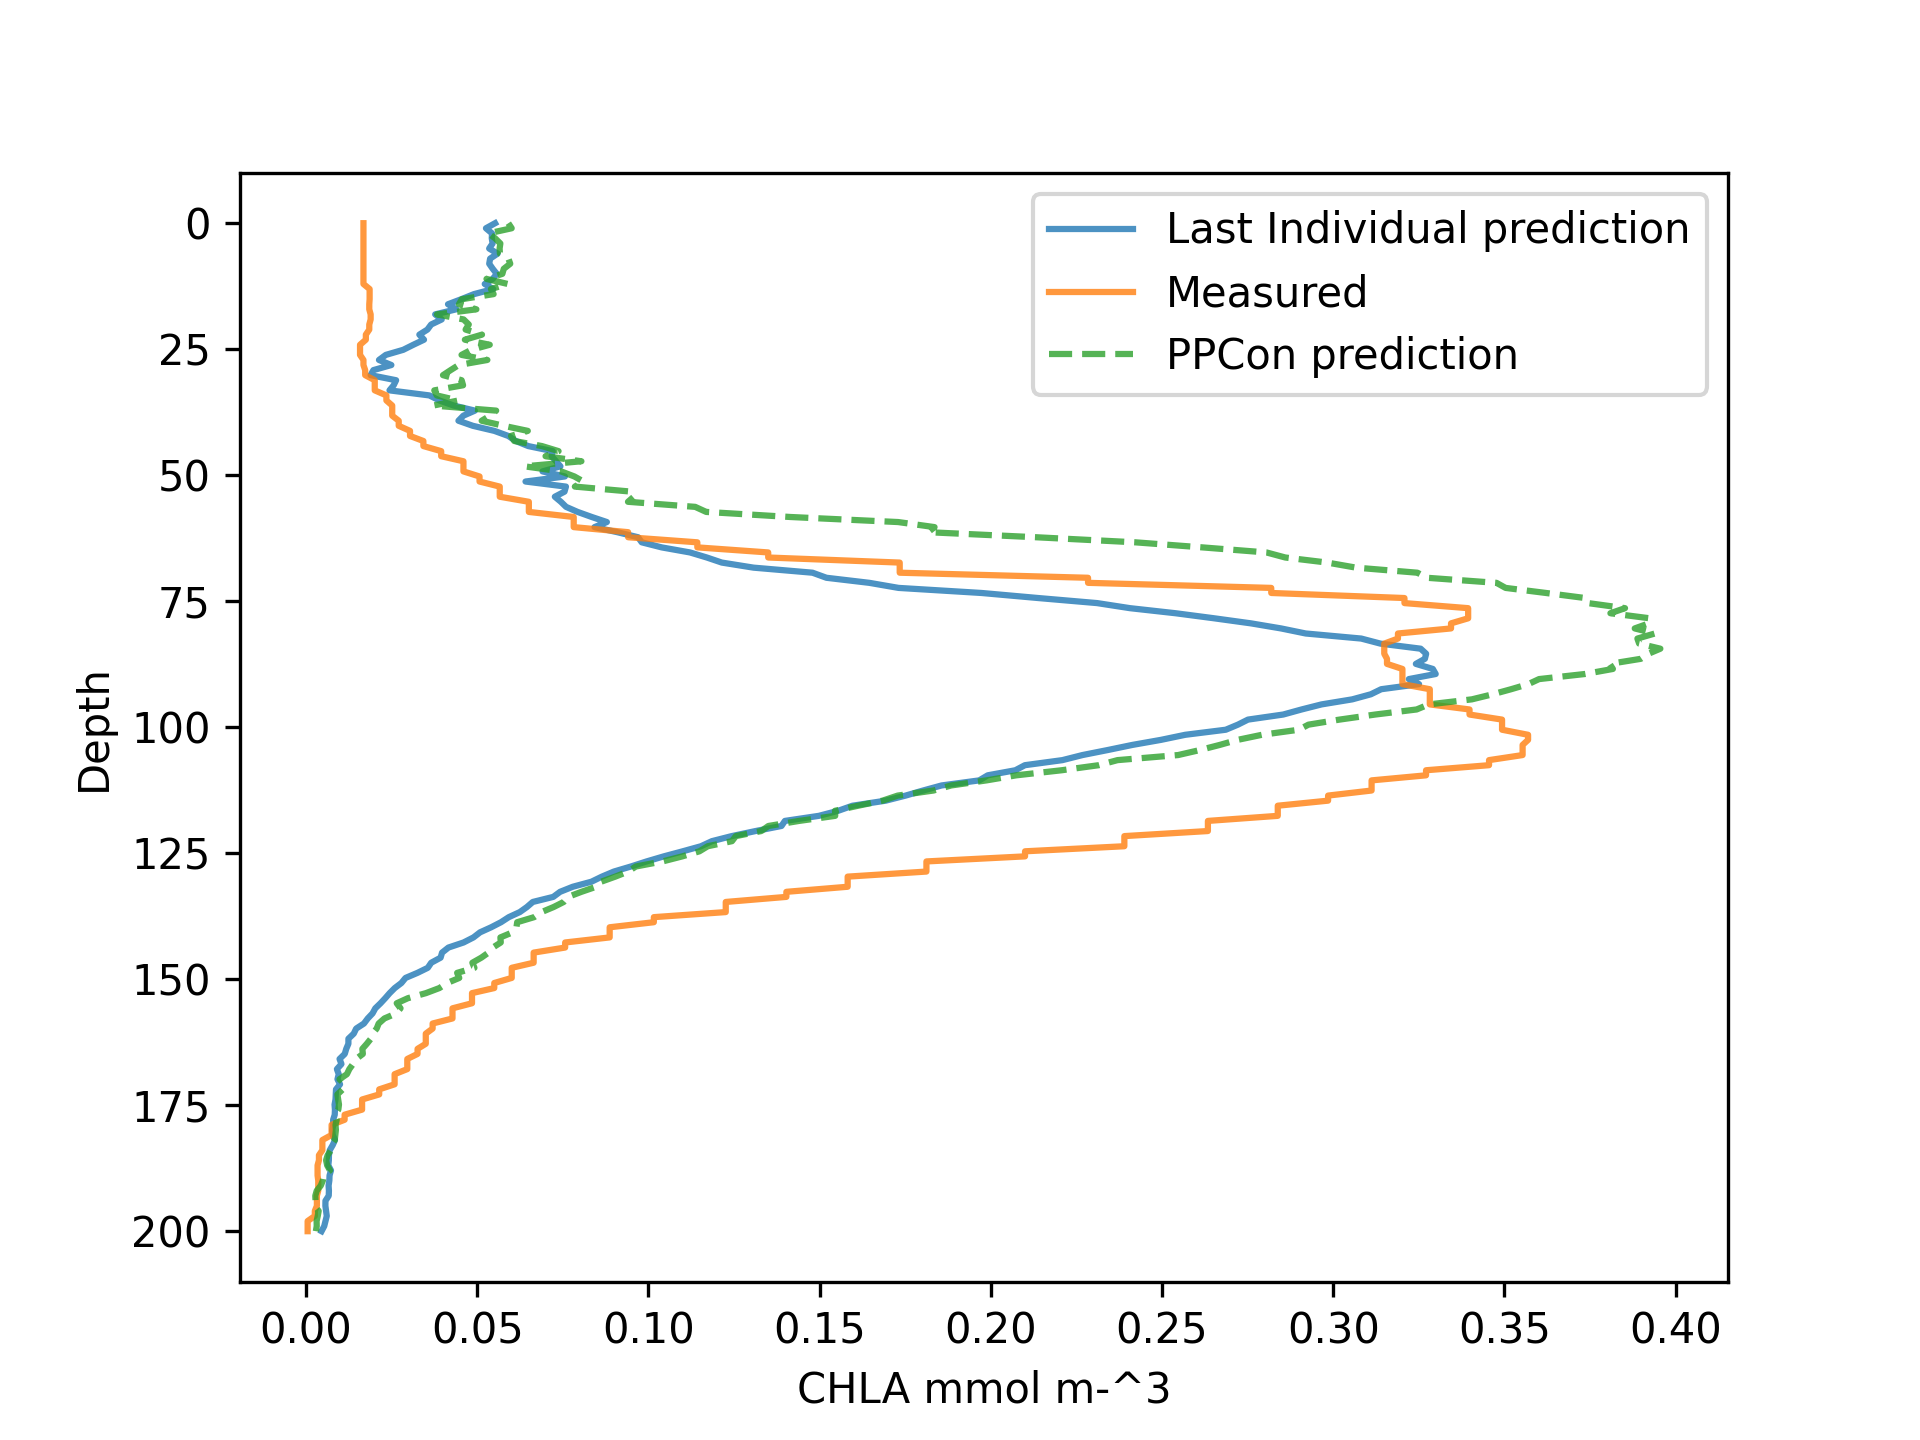 Last Individual prediction
Measured
PPCon prediction
0
25
50
75
100
125
150
175
200
Depth
0.00 0.05 0.10 0.15 0.20 0.25 0.30 0.35 0.40
CHLA mmol m-^3